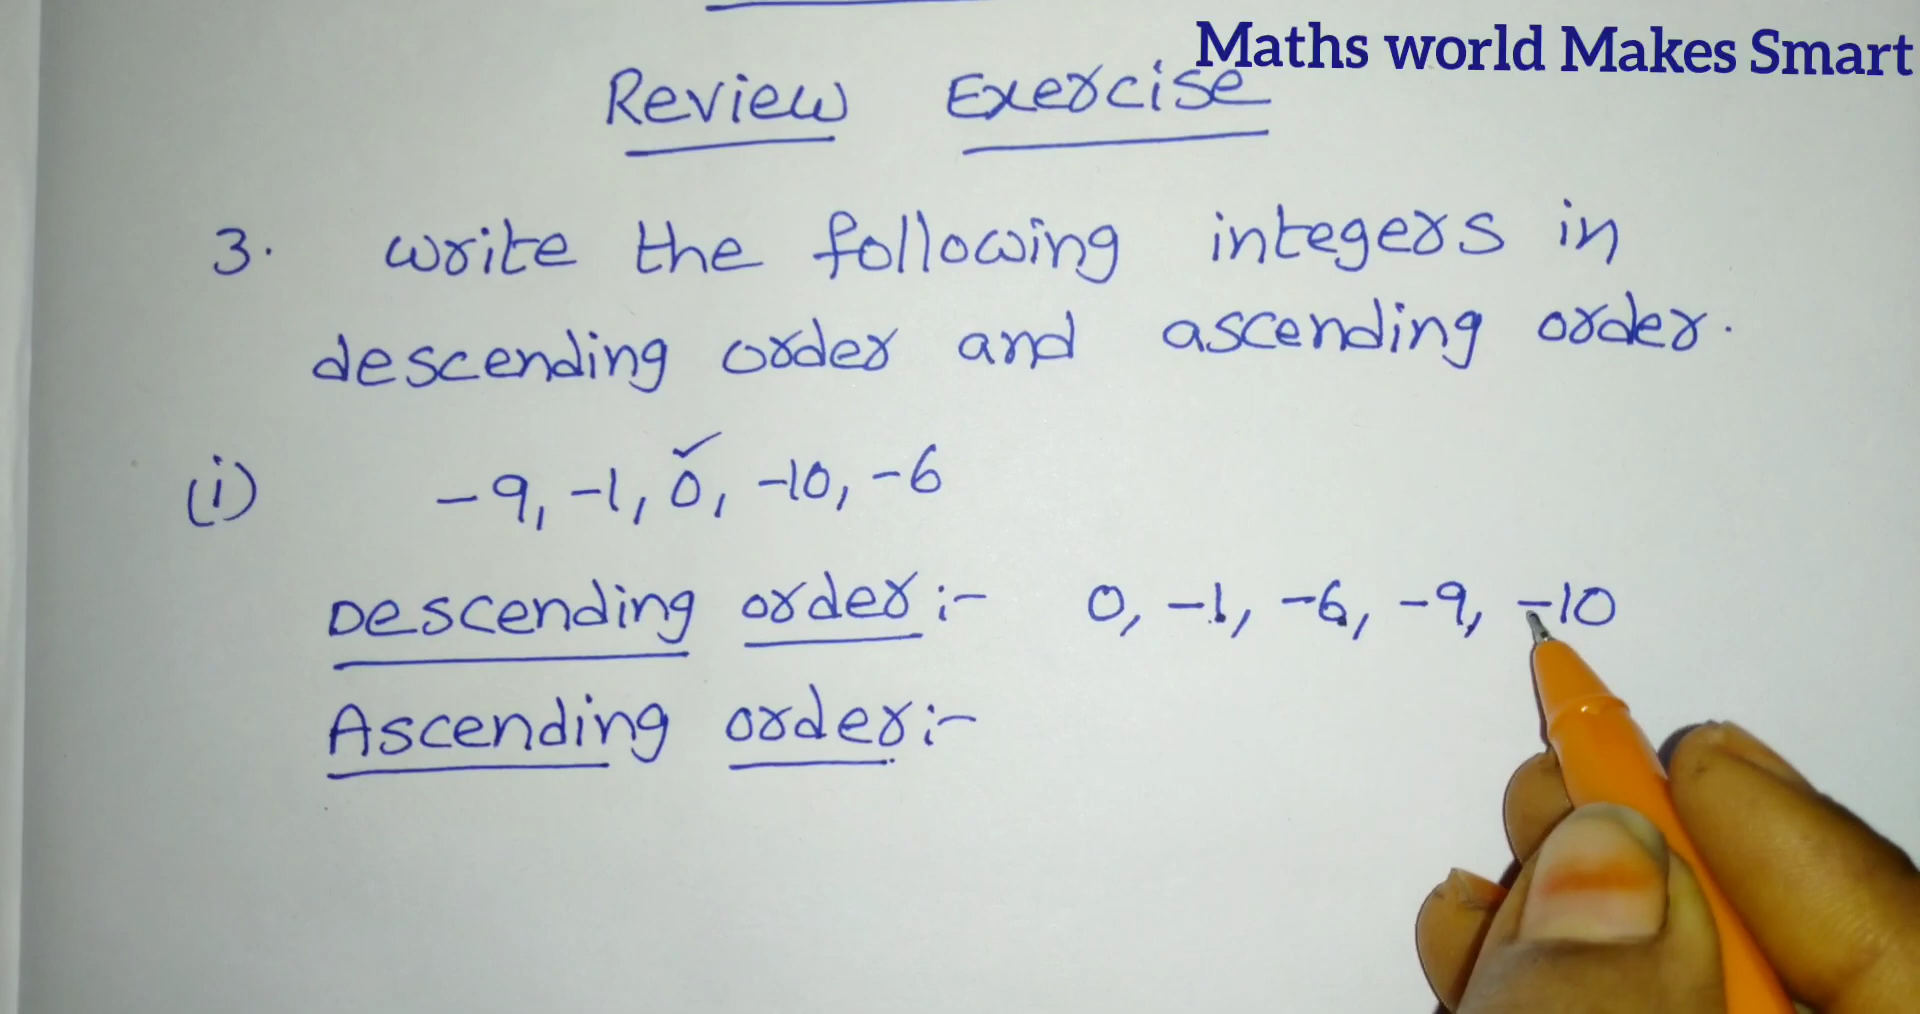 Maths world Makes Smart
Review Exercise
3. Write the following integers in
descending order and ascending order.
(i) -9, -1, 0, -10, -6
Descending order :- 0, -1, -6, -9, -10
Ascending order :-